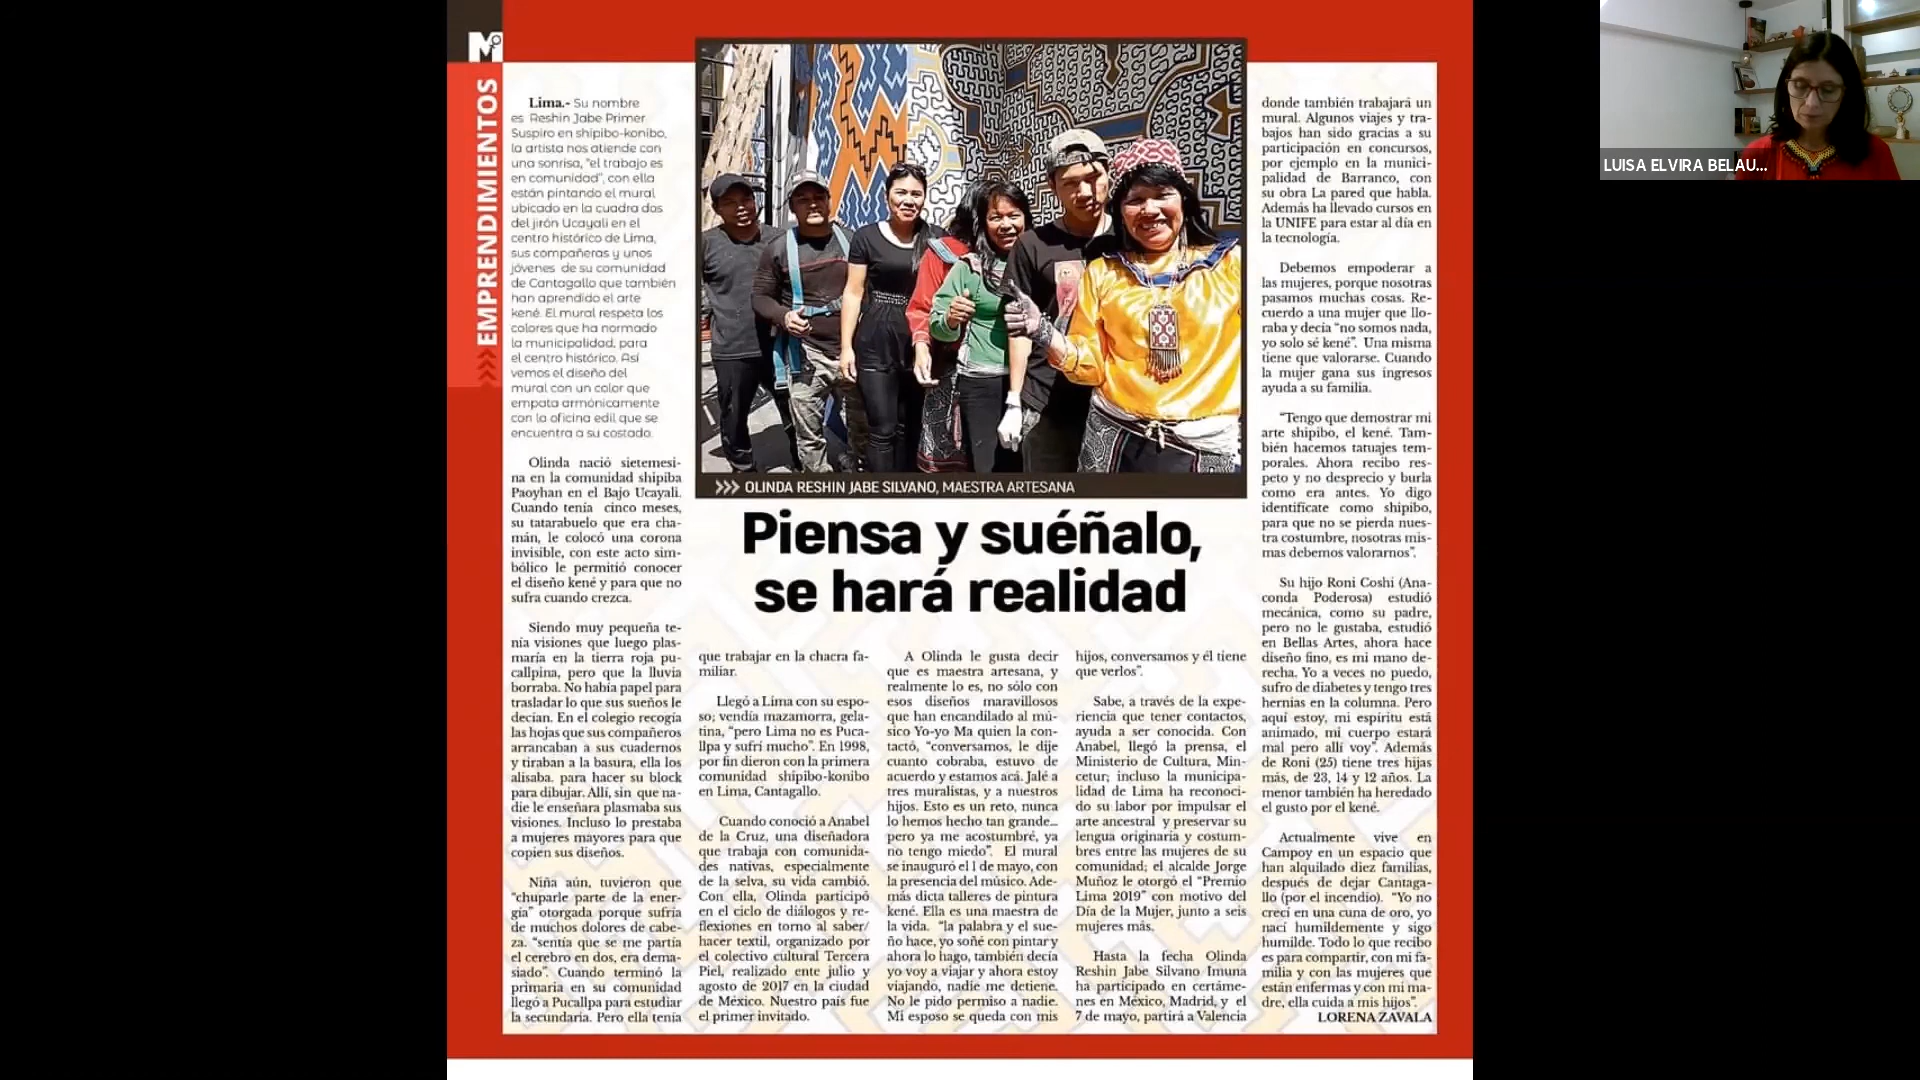 M
EMPRENDIMIENTOS
Lima.- Su nombre
es Reshin Jabe Primer
Suspiro en shipibo-konibo,
la artista nos atiende con
una sonrisa, "el trabajo es
en comunidad", con ella
están pintando el mural
ubicado en la cuadra dos
del jirón Ucayali en el
centro histórico de Lima,
sus compañeras y unos
jóvenes de su comunidad
de Cantagallo que también
han aprendido el arte
kené. El mural respeta los
colores que ha normado
la municipalidad, para
el centro histórico. Así
vemos el diseño del
mural con un color que
empata armónicamente
con la oficina edil que se
encuentra a su costado.
Olinda nació sietemesi-
na en la comunidad shipiba
Paoyhan en el Bajo Ucayali.
Cuando tenía cinco meses,
su tatarabuelo que era cha-
mán, le colocó una corona
invisible, con este acto sim-
bólico le permitió conocer
el diseño kené y para que no
sufra cuando crezca.
Siendo muy pequeña te-
nía visiones que luego plas-
maría en la tierra roja pu-
callpina, pero que la lluvia
borraba. No había papel para
trasladar lo que sus sueños le
decían. En el colegio recogía
las hojas que sus compañeros
arrancaban a sus cuadernos
y tiraban a la basura, ella los
alisaba. para hacer su block
para dibujar. Allí, sin que na-
die le enseñara plasmaba sus
visiones. Incluso lo prestaba
a mujeres mayores para que
copien sus diseños.
Niña aún, tuvieron que
"chuparle parte de la ener-
gía" otorgada porque sufría
de muchos dolores de cabe-
za. "sentía que se me partía
el cerebro en dos, era dema-
siado". Cuando terminó la
primaria en su comunidad
llegó a Pucallpa para estudiar
la secundaria. Pero ella tenía
>>> OLINDA RESHIN JABE SILVANO, MAESTRA ARTESANA
Piensa y suéñalo,
se hará realidad
que trabajar en la chacra fa-
miliar.
Llegó a Lima con su espo-
so; vendía mazamorra, gela-
tina, "pero Lima no es Puca-
llpa y sufrí mucho". En 1998,
por fin dieron con la primera
comunidad shipibo-konibo
en Lima, Cantagallo.
Cuando conoció a Anabel
de la Cruz, una diseñadora
que trabaja con comunida-
des nativas, especialmente
de la selva, su vida cambió.
Con ella, Olinda participó
en el ciclo de diálogos y re-
flexiones en torno al saber/
hacer textil, organizado por
el colectivo cultural Tercera
Piel, realizado ente julio y
agosto de 2017 en la ciudad
de México. Nuestro país fue
el primer invitado.
A Olinda le gusta decir
que es maestra artesana, y
realmente lo es, no sólo con
esos diseños maravillosos
que han encandilado al mú-
sico Yo-yo Ma quien la con-
tactó, "conversamos, le dije
cuanto cobraba, estuvo de
acuerdo y estamos acá. Jalé a
tres muralistas, y a nuestros
hijos. Esto es un reto, nunca
lo hemos hecho tan grande...
pero ya me acostumbré, ya
no tengo miedo". El mural
se inauguró el 1 de mayo, con
la presencia del músico. Ade-
más dicta talleres de pintura
kené. Ella es una maestra de
la vida. "la palabra y el sue-
ño hace, yo soñé con pintar y
ahora lo hago, también decía
yo voy a viajar y ahora estoy
viajando, nadie me detiene.
No le pido permiso a nadie.
Mi esposo se queda con mis
hijos, conversamos y él tiene
que verlos".
Sabe, a través de la expe-
riencia que tener contactos,
ayuda a ser conocida. Con
Anabel, llegó la prensa, el
Ministerio de Cultura, Min-
cetur; incluso la municipa-
lidad de Lima ha reconoci-
do su labor por impulsar el
arte ancestral y preservar su
lengua originaria y costum-
bres entre las mujeres de su
comunidad; el alcalde Jorge
Muñoz le otorgó el "Premio
Lima 2019" con motivo del
Día de la Mujer, junto a seis
mujeres más.
Hasta la fecha Olinda
Reshin Jabe Silvano Imuna
ha participado en certáme-
nes en México, Madrid, y el
7 de mayo, partirá a Valencia
donde también trabajará un
mural. Algunos viajes y tra-
bajos han sido gracias a su
participación en concursos,
por ejemplo en la munici-
palidad de Barranco, con
su obra La pared que habla.
Además ha llevado cursos en
la UNIFE para estar al día en
la tecnología.
Debemos empoderar a
las mujeres, porque nosotras
pasamos muchas cosas. Re-
cuerdo a una mujer que llo-
raba y decía "no somos nada,
yo solo sé kené". Una misma
tiene que valorarse. Cuando
la mujer gana sus ingresos
ayuda a su familia.
"Tengo que demostrar mi
arte shipibo, el kené. Tam-
bién hacemos tatuajes tem-
porales. Ahora recibo res-
peto y no desprecio y burla
como era antes. Yo digo
identifícate como shipibo,
para que no se pierda nues-
tra costumbre, nosotras mis-
mas debemos valorarnos".
Su hijo Roni Coshi (Ana-
conda Poderosa) estudió
mecánica, como su padre,
pero no le gustaba, estudió
en Bellas Artes, ahora hace
diseño fino, es mi mano de-
recha. Yo a veces no puedo,
sufro de diabetes y tengo tres
hernias en la columna. Pero
aquí estoy, mi espíritu está
animado, mi cuerpo estará
mal pero allí voy". Además
de Roni (25) tiene tres hijas
más, de 23, 14 y 12 años. La
menor también ha heredado
el gusto por el kené.
Actualmente vive en
Campoy en un espacio que
han alquilado diez familias,
después de dejar Cantaga-
llo (por el incendio). "Yo no
crecí en una cuna de oro, yo
nací humildemente y sigo
humilde. Todo lo que recibo
es para compartir, con mi fa-
milia y con las mujeres que
están enfermas y con mi ma-
dre, ella cuida a mis hijos".
LORENA ZAVALA
LUISA ELVIRA BELAU...